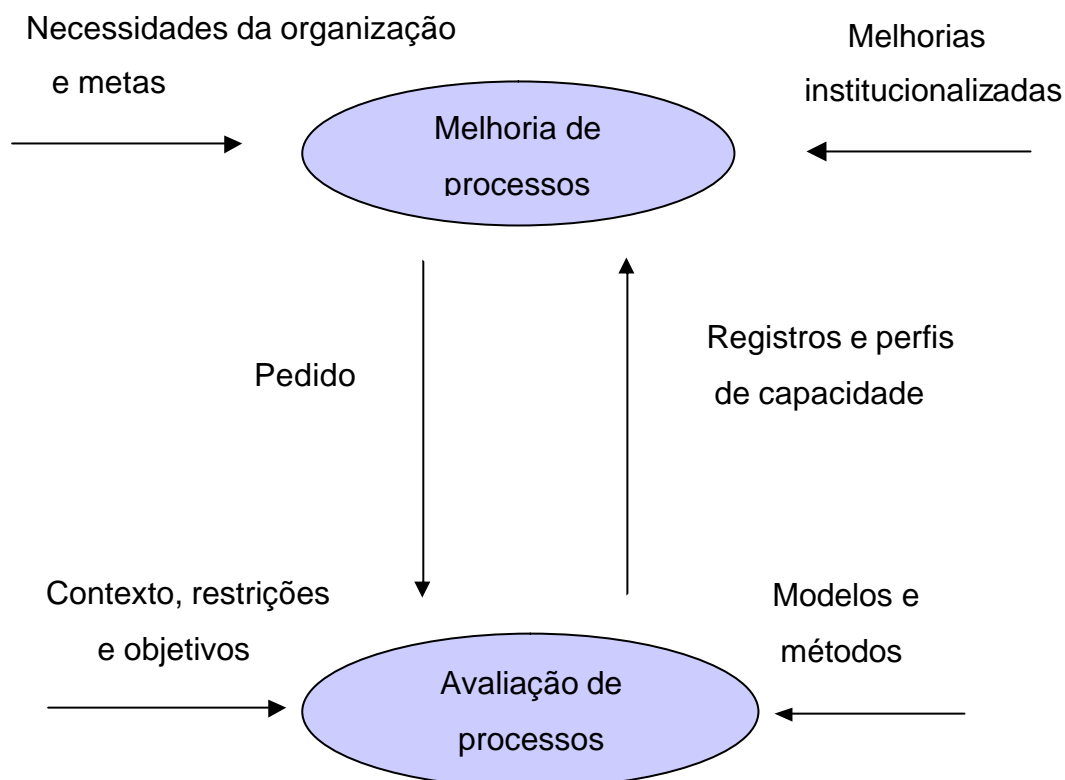 Necessidades da organização
e metas
Melhorias
institucionalizadas
Melhoria de
processos
Pedido
Registros e perfis
de capacidade
Contexto, restrições
e objetivos
Modelos e
métodos
Avaliação de
processos